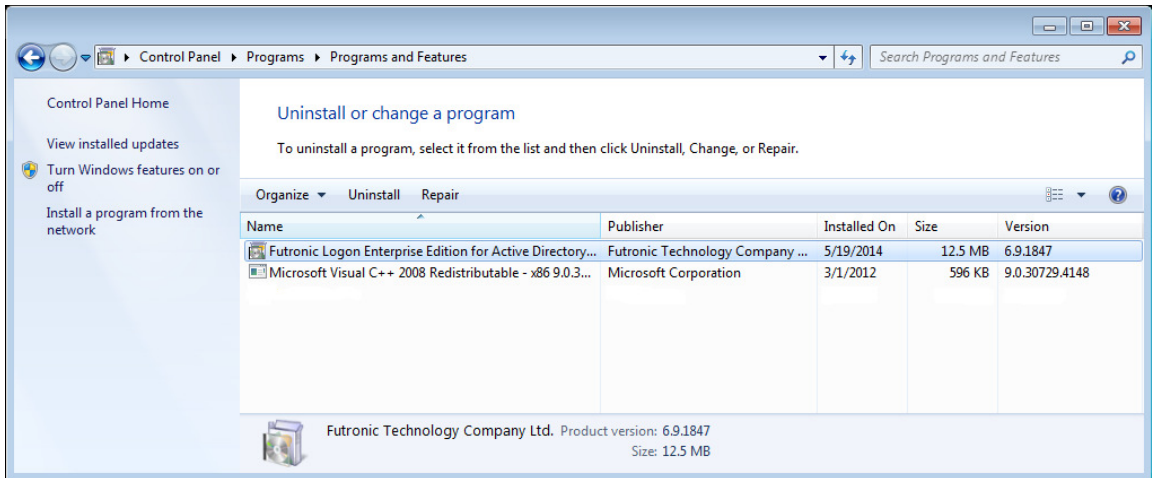 Control Panel Programs Programs and Features Search Programs and Features
Control Panel Home
View installed updates
Turn Windows features on or
off
Install a program from the
network
Uninstall or change a program
To uninstall a program, select it from the list and then click Uninstall, Change, or Repair.
Organize Uninstall Repair
Name Publisher Installed On Size Version
Futronic Logon Enterprise Edition for Active Directory... Futronic Technology Company ... 5/19/2014 12.5 MB 6.9.1847
Microsoft Visual C++ 2008 Redistributable - x86 9.0.3... Microsoft Corporation 3/1/2012 596 KB 9.0.30729.4148
Futronic Technology Company Ltd. Product version: 6.9.1847
Size: 12.5 MB